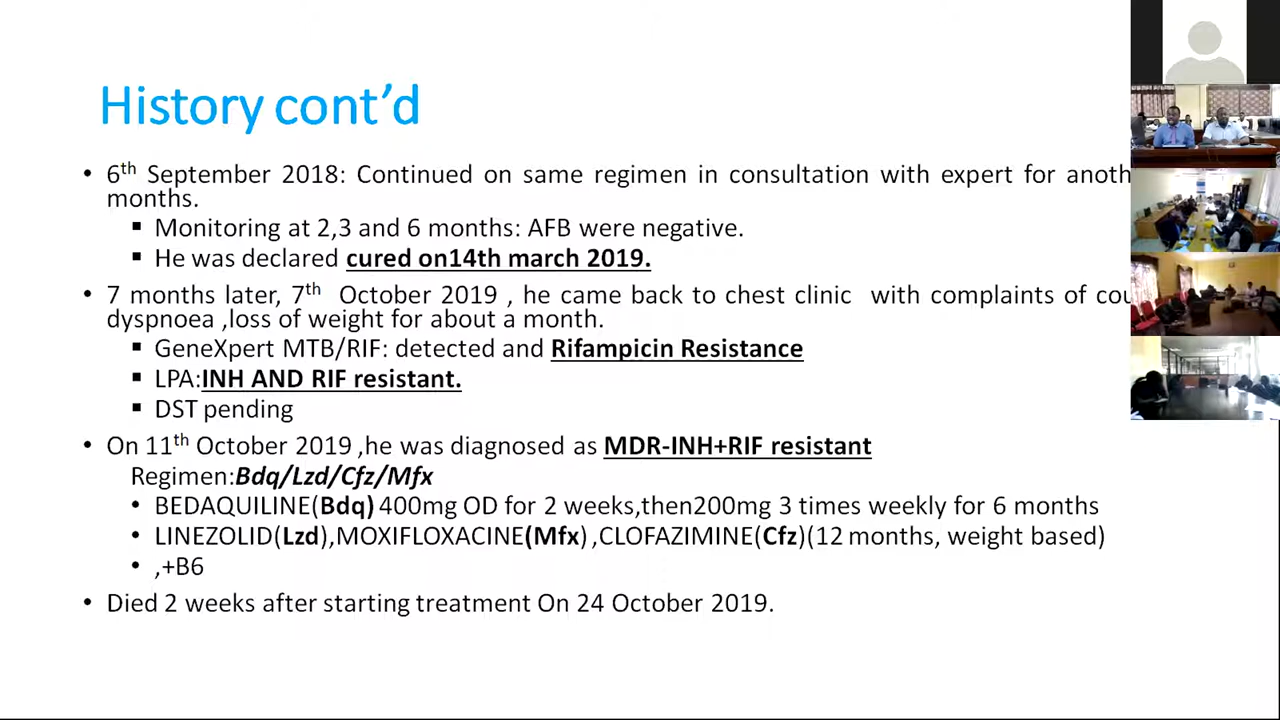 History cont’d
• 6th September 2018: Continued on same regimen in consultation with expert for
months.
▪ Monitoring at 2,3 and 6 months: AFB were negative.
▪ He was declared cured on14th march 2019.
• 7 months later, 7th October 2019 , he came back to chest clinic with complaints of
dyspnoea ,loss of weight for about a month.
▪ GeneXpert MTB/RIF: detected and Rifampicin Resistance
▪ LPA:INH AND RIF resistant.
▪ DST pending
• On 11th October 2019 ,he was diagnosed as MDR-INH+RIF resistant
Regimen:Bdq/Lzd/Cfz/Mfx
• BEDAQUILINE(Bdq) 400mg OD for 2 weeks,then200mg 3 times weekly for 6 months
• LINEZOLID(Lzd),MOXIFLOXACINE(Mfx) ,CLOFAZIMINE(Cfz)(12 months, weight based)
• ,+B6
• Died 2 weeks after starting treatment On 24 October 2019.